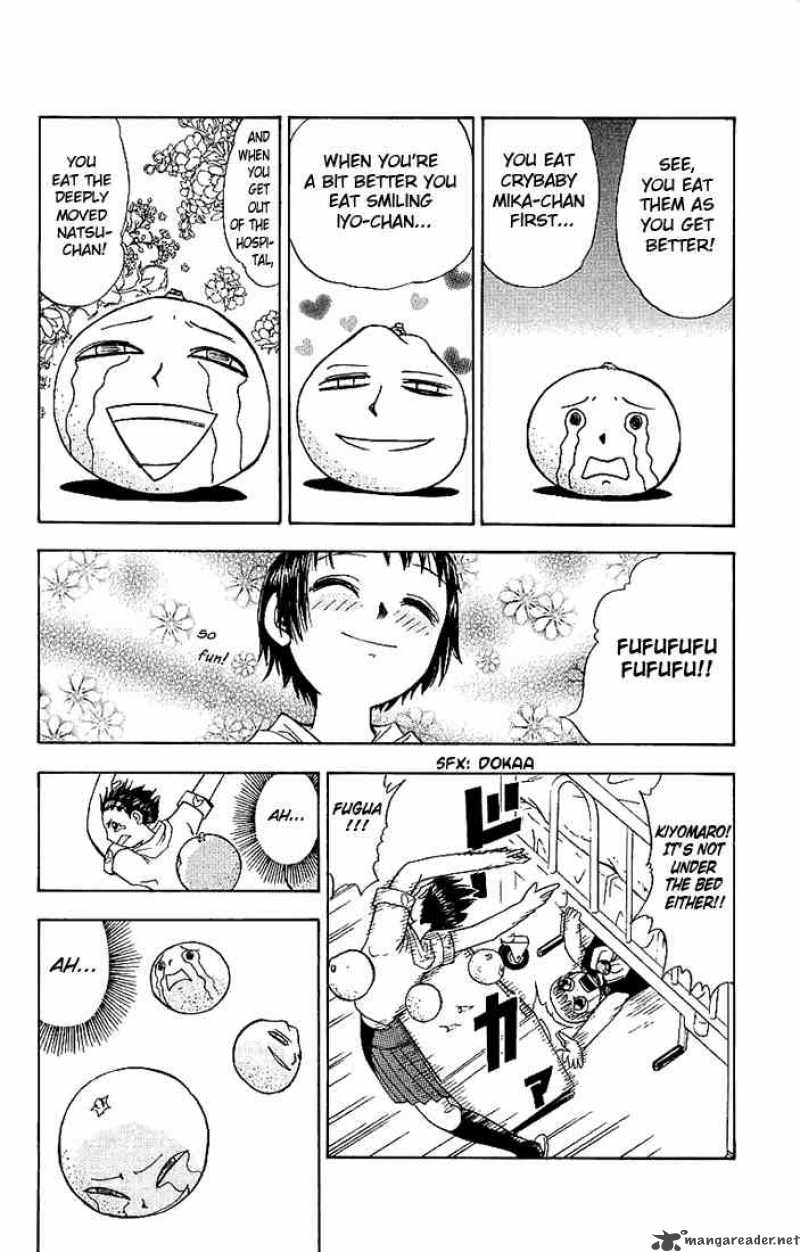 SEE,
YOU EAT
THEM AS
YOU GET
BETTER!
YOU EAT
CRYBABY
MIKA-CHAN
FIRST...
WHEN YOU'RE
A BIT BETTER YOU
EAT SMILING
IYO-CHAN...
AND
WHEN
YOU
GET
OUT
OF THE
HOSPI-
TAL,
YOU
EAT THE
DEEPLY
MOVED
NATSU-
CHAN!
FUFUFUFU
FUFUFU!!
So
fun!
SFX: DOKAA
KIYOMARO!
IT'S NOT
UNDER
THE BED
EITHER!!
FUGUA
!!!
ドカァ
AH...
AH...
mangareader.net